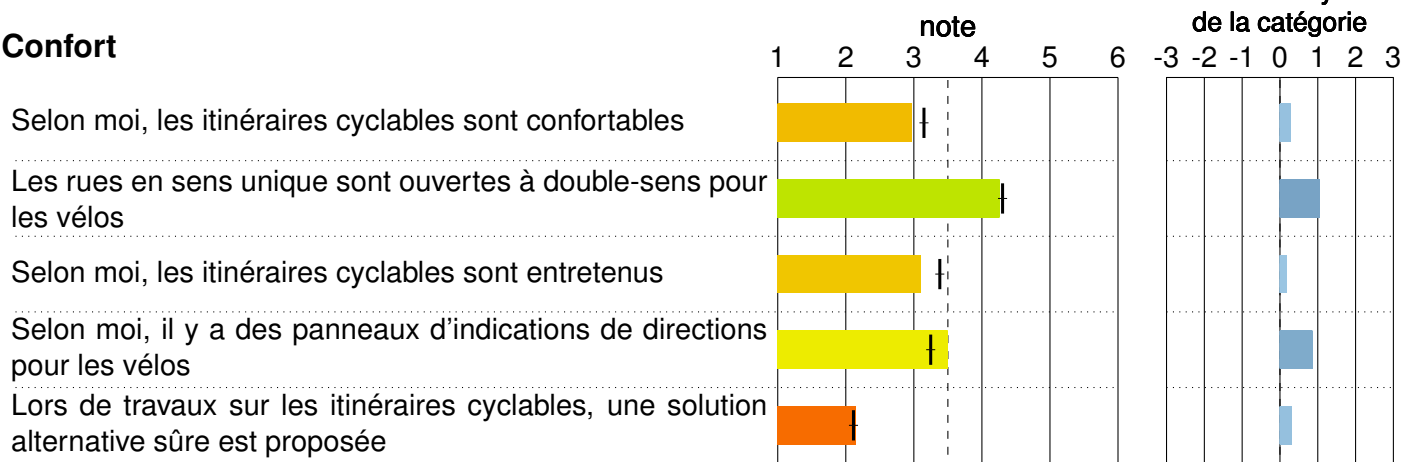 note
de la catégorie
Confort
1 2 3 4 5 6
-3 -2 -1 0 1 2 3
Selon moi, les itinéraires cyclables sont confortables
Les rues en sens unique sont ouvertes à double-sens pour
les vélos
Selon moi, les itinéraires cyclables sont entretenus
Selon moi, il y a des panneaux d'indications de directions
pour les vélos
Lors de travaux sur les itinéraires cyclables, une solution
alternative sûre est proposée